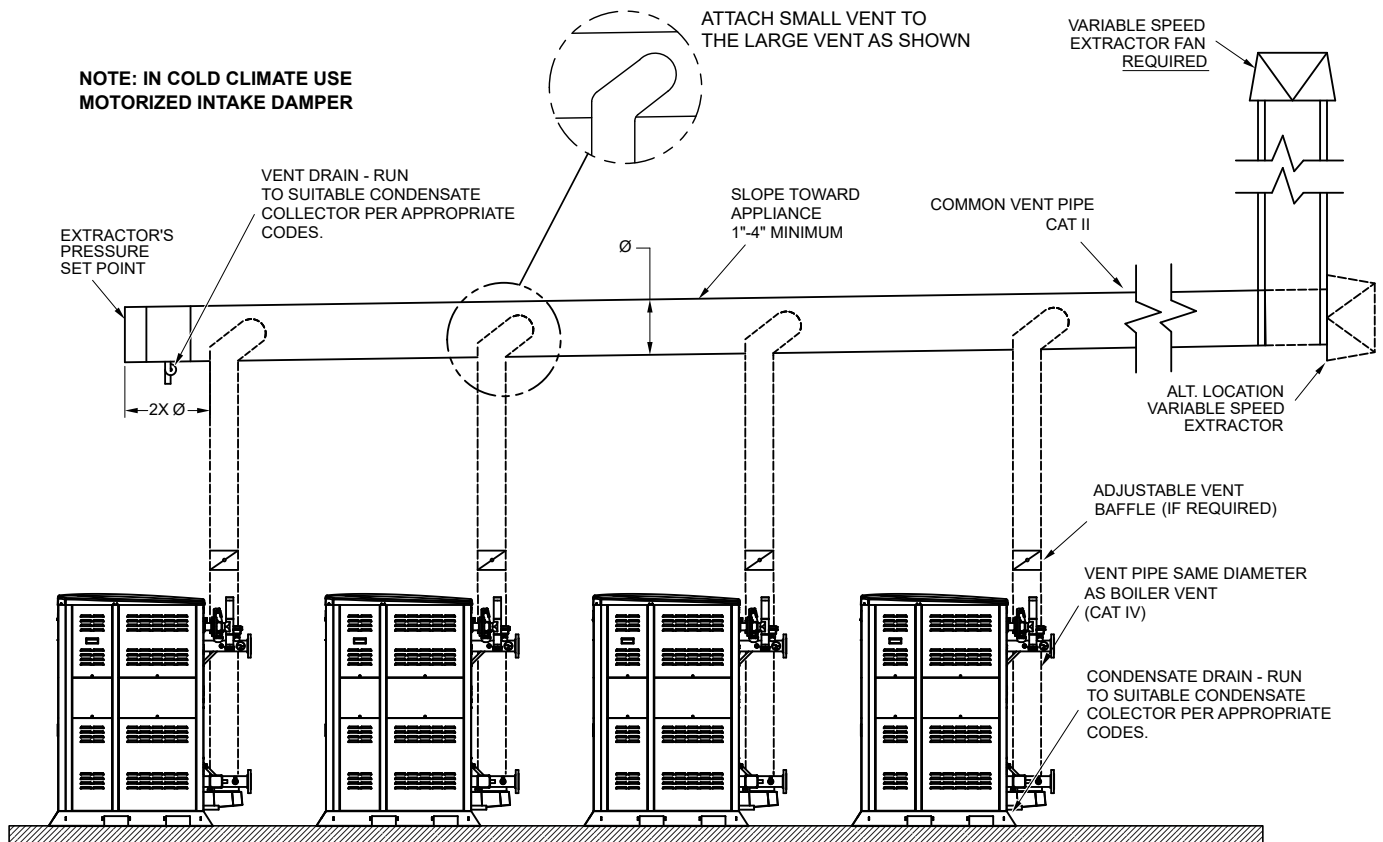 ATTACH SMALL VENT TO
THE LARGE VENT AS SHOWN
VARIABLE SPEED
EXTRACTOR FAN
REQUIRED
NOTE: IN COLD CLIMATE USE
MOTORIZED INTAKE DAMPER
VENT DRAIN - RUN
TO SUITABLE CONDENSATE
COLLECTOR PER APPROPRIATE
CODES.
SLOPE TOWARD
APPLIANCE
1"-4" MINIMUM
COMMON VENT PIPE
CAT II
EXTRACTOR'S
PRESSURE
SET POINT
Ø
2X Ø
ALT. LOCATION
VARIABLE SPEED
EXTRACTOR
ADJUSTABLE VENT
BAFFLE (IF REQUIRED)
VENT PIPE SAME DIAMETER
AS BOILER VENT
(CAT IV)
CONDENSATE DRAIN - RUN
TO SUITABLE CONDENSATE
COLECTOR PER APPROPRIATE
CODES.